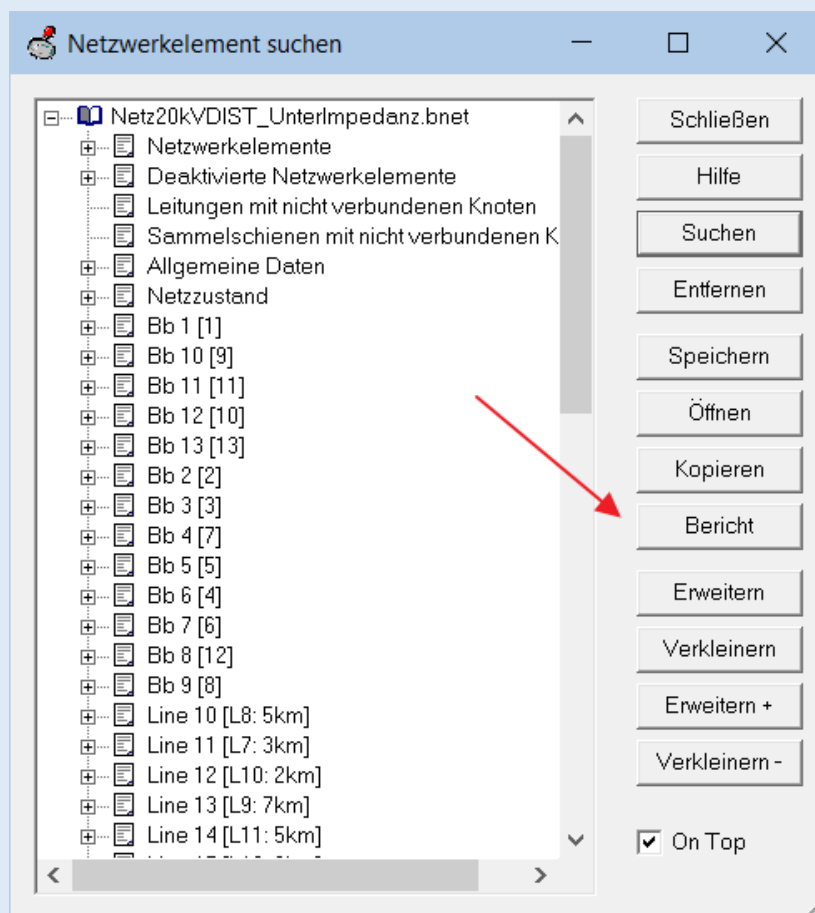 Netzwerkelement suchen
Netz20kVDIST_UnterImpedanz.bnet
Netzwerkelemente
Deaktivierte Netzwerkelemente
Leitungen mit nicht verbundenen Knoten
Sammelschienen mit nicht verbundenen K
Allgemeine Daten
Netzzustand
Bb 1 [1]
Bb 10 [9]
Bb 11 [11]
Bb 12 [10]
Bb 13 [13]
Bb 2 [2]
Bb 3 [3]
Bb 4 [7]
Bb 5 [5]
Bb 6 [4]
Bb 7 [6]
Bb 8 [12]
Bb 9 [8]
Line 10 [L8: 5km]
Line 11 [L7: 3km]
Line 12 [L10: 2km]
Line 13 [L9: 7km]
Line 14 [L11: 5km]
Schließen
Hilfe
Suchen
Entfernen
Speichern
Öffnen
Kopieren
Bericht
Erweitern
Verkleinern
Erweitern +
Verkleinern -
On Top